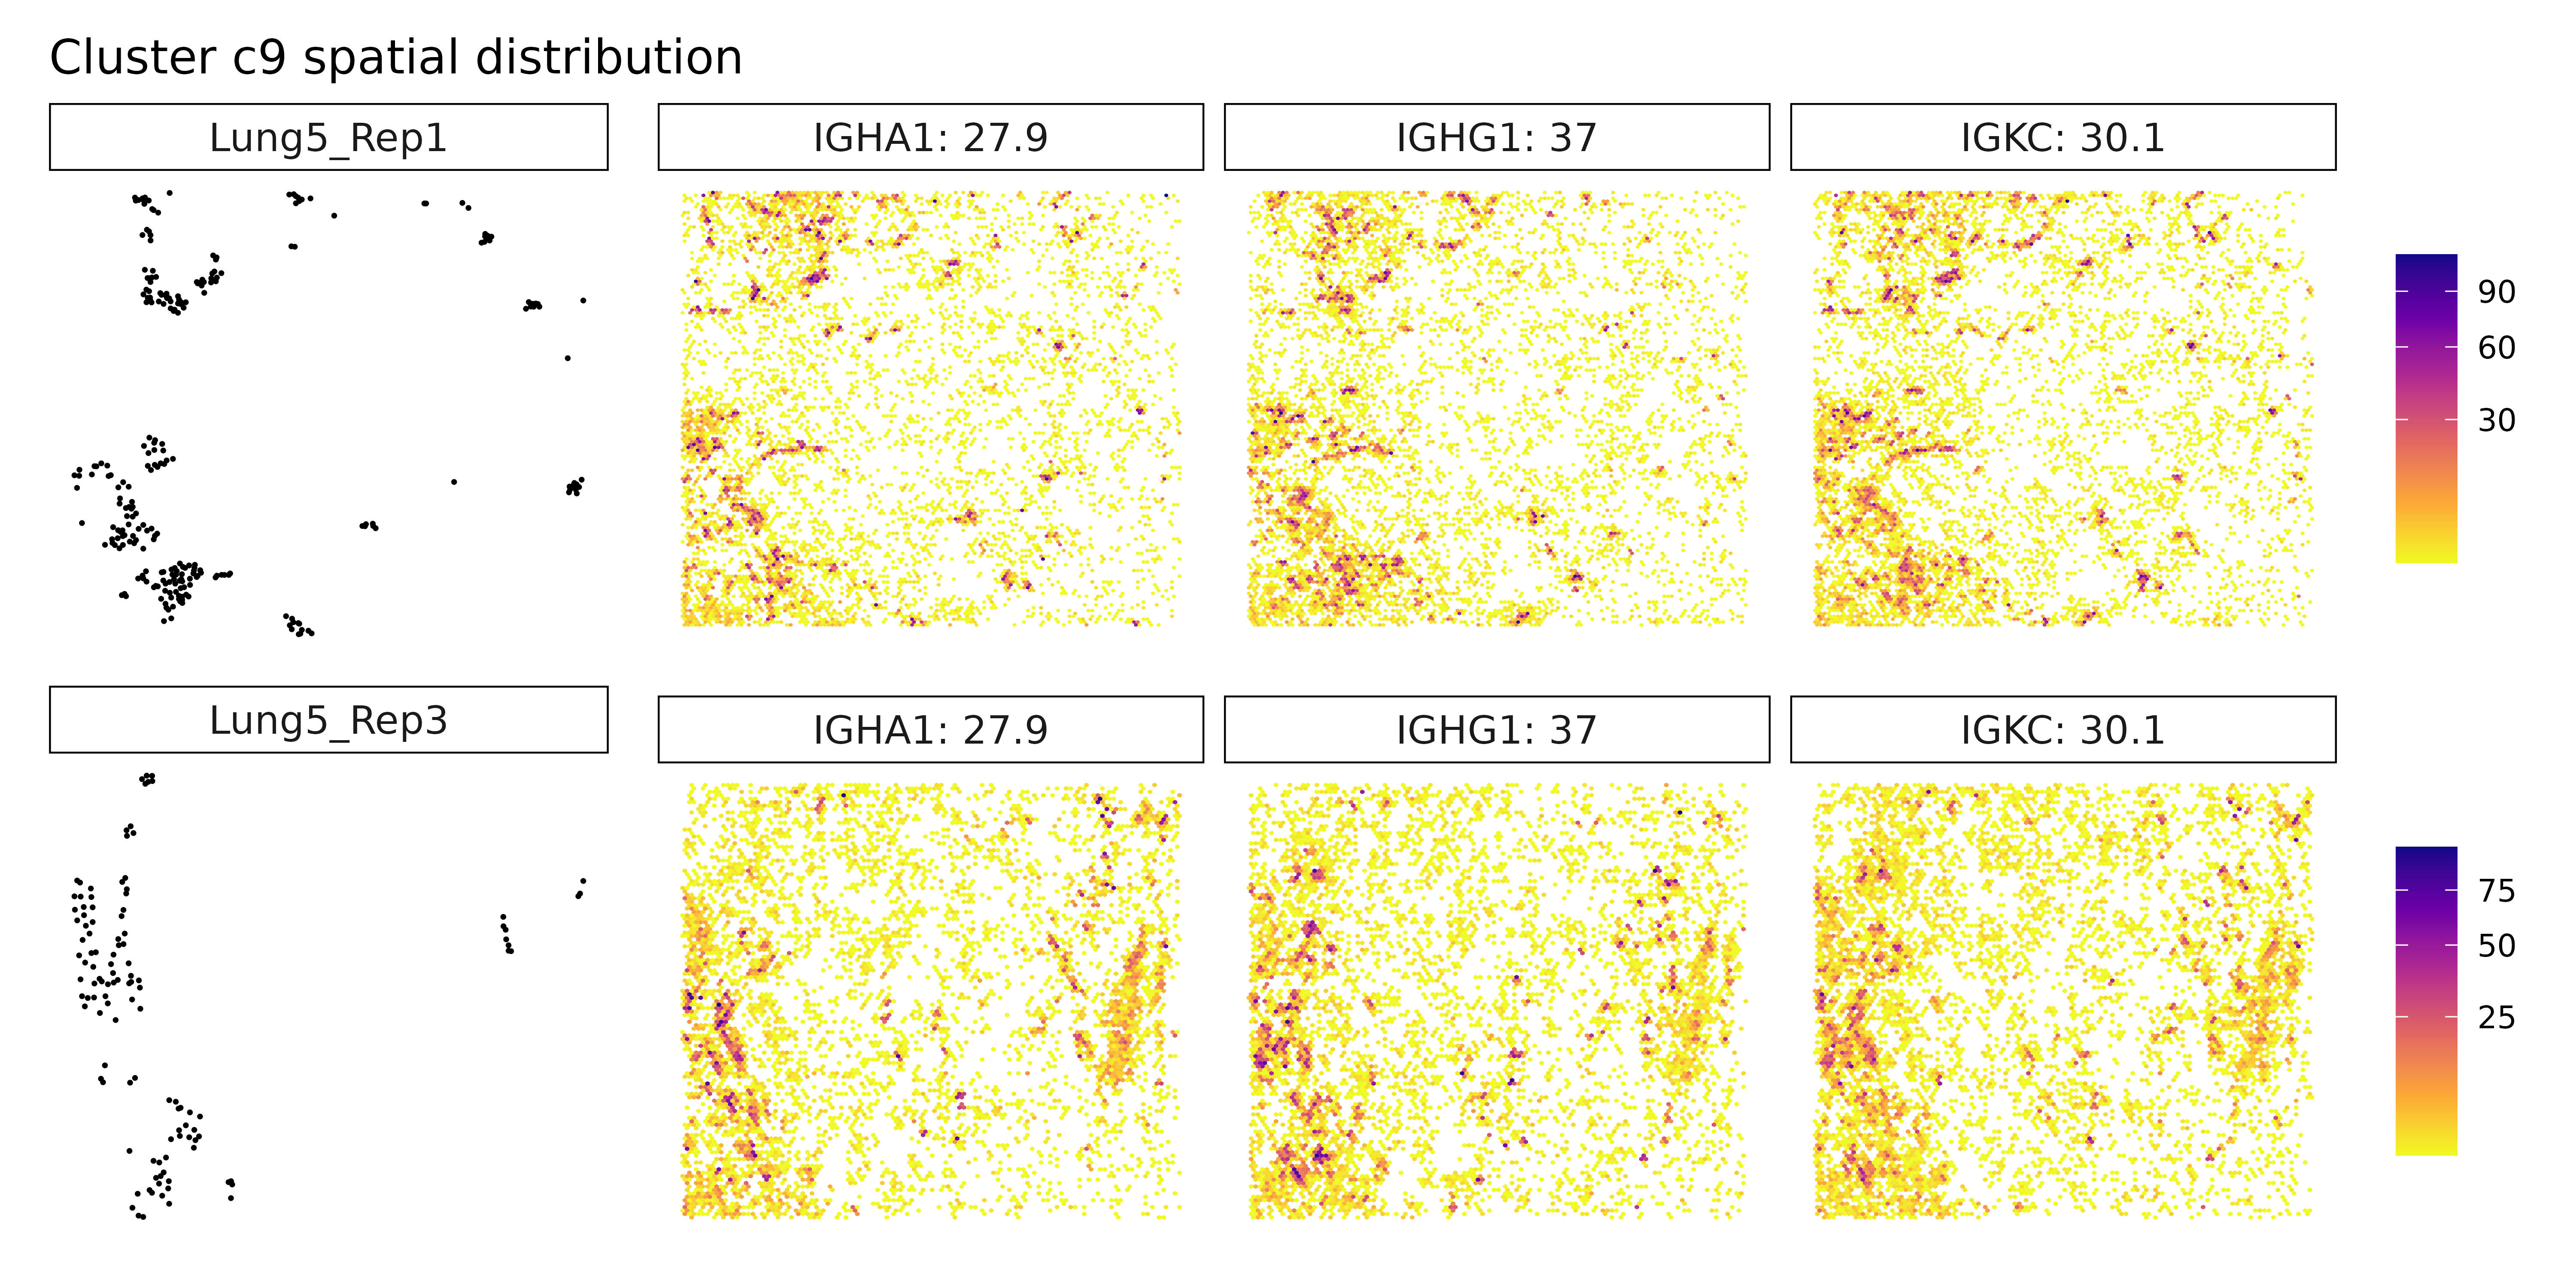 Cluster c9 spatial distribution
Lung5_Rep1
IGHA1: 27.9
IGHG1: 37
IGKC: 30.1
90
60
30
Lung5_Rep3
IGHA1: 27.9
IGHG1: 37
IGKC: 30.1
75
50
25